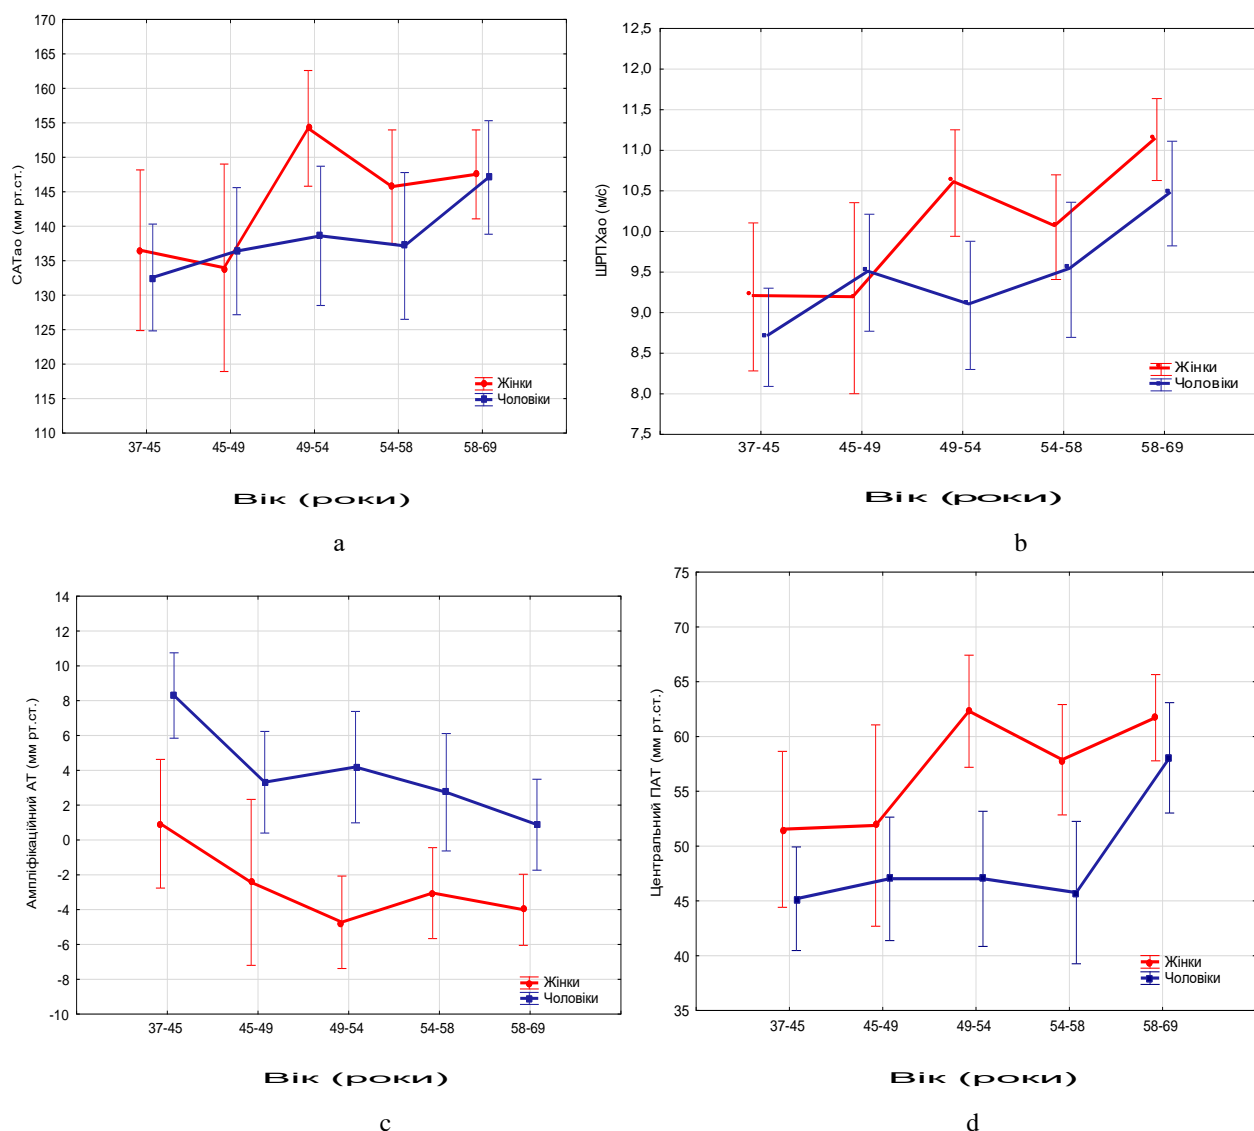 САТао (мм рт.ст.)
170
165
160
155
150
145
140
135
130
125
120
115
110
37-45 45-49 49-54 54-58 58-69
Жінки
Чоловіки
Вік (роки)
a
ШРПХао (м/с)
12,5
12,0
11,5
11,0
10,5
10,0
9,5
9,0
8,5
8,0
7,5
37-45 45-49 49-54 54-58 58-69
Жінки
Чоловіки
Вік (роки)
b
Ампліфікаційний АТ (мм рт.ст.)
14
12
10
8
6
4
2
0
-2
-4
-6
-8
-10
37-45 45-49 49-54 54-58 58-69
Жінки
Чоловіки
Вік (роки)
c
Центральний ПАТ (мм рт.ст.)
75
70
65
60
55
50
45
40
35
37-45 45-49 49-54 54-58 58-69
Жінки
Чоловіки
Вік (роки)
d